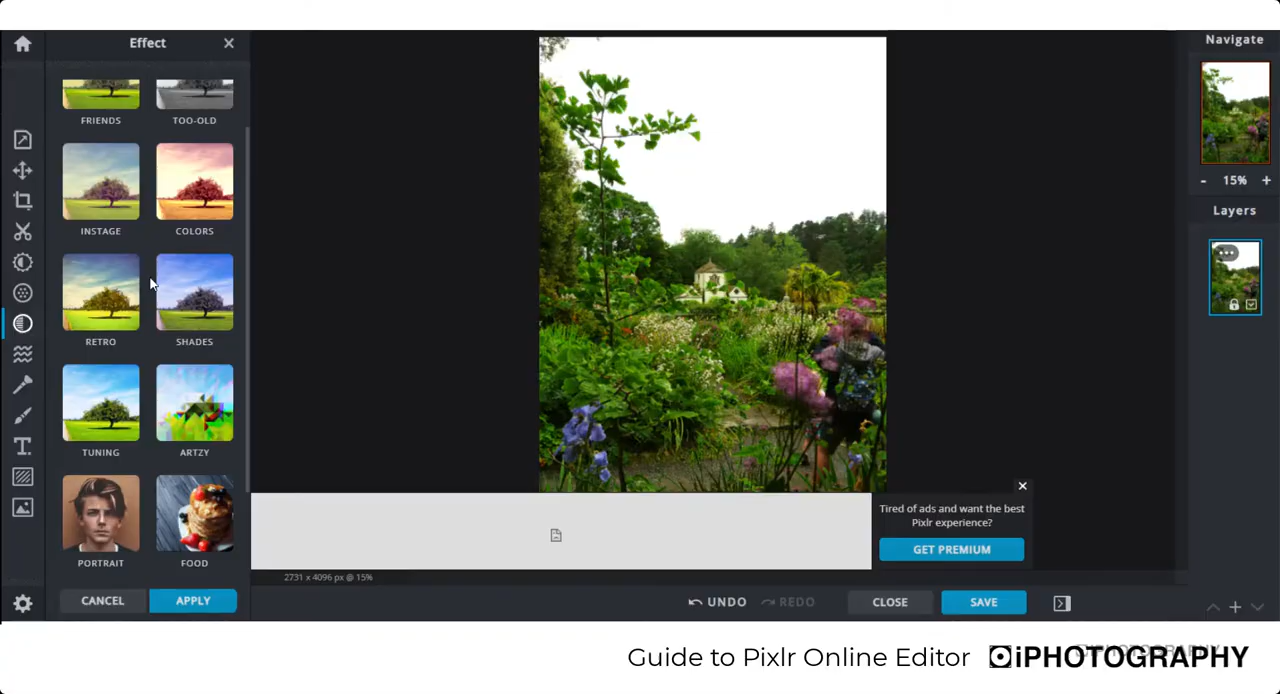 Effect
FRIENDS
TOO-OLD
INSTAGE
COLORS
RETRO
SHADES
TUNING
ARTZY
PORTRAIT
FOOD
CANCEL
APPLY
Tired of ads and want the best
Pixlr experience?
GET PREMIUM
2731 x 4096 px @ 15%
UNDO
REDO
CLOSE
SAVE
Navigate
- 15% +
Layers
Guide to Pixlr Online Editor
iPHOTOGRAPHY